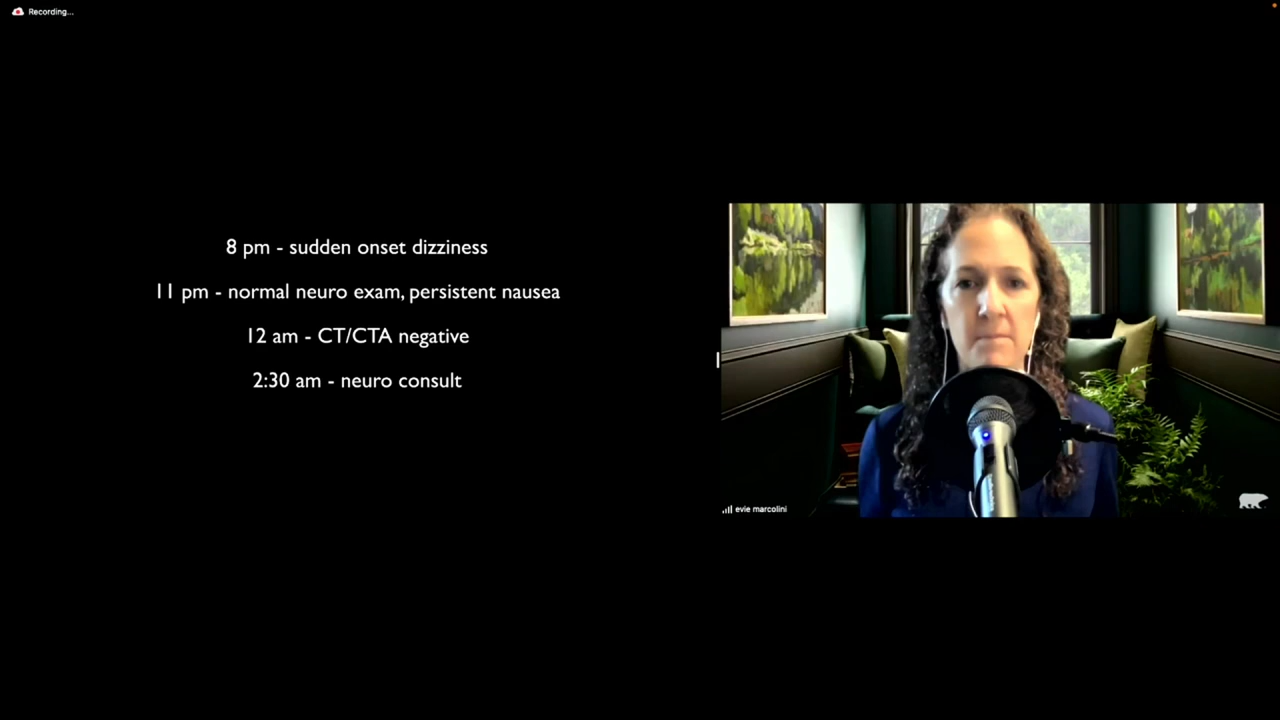 Recording...
8 pm - sudden onset dizziness
11 pm - normal neuro exam, persistent nausea
12 am - CT/CTA negative
2:30 am - neuro consult
evie marcolini